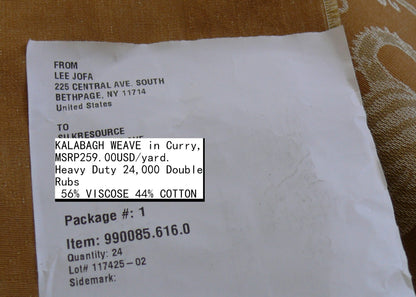 FROM
LEE JOFA
225 CENTRAL AVE. SOUTH
BETHPAGE, NY 11714
United States
TO
SILKRESOURCE
KALABAGH WEAVE in Curry,
MSRP259.00USD/yard.
Heavy Duty 24,000 Double
Rubs
56% VISCOSE 44% COTTON
Package #: 1
Item: 990085.616.0
Quantity: 24
Lot# 117425-02
Sidemark: